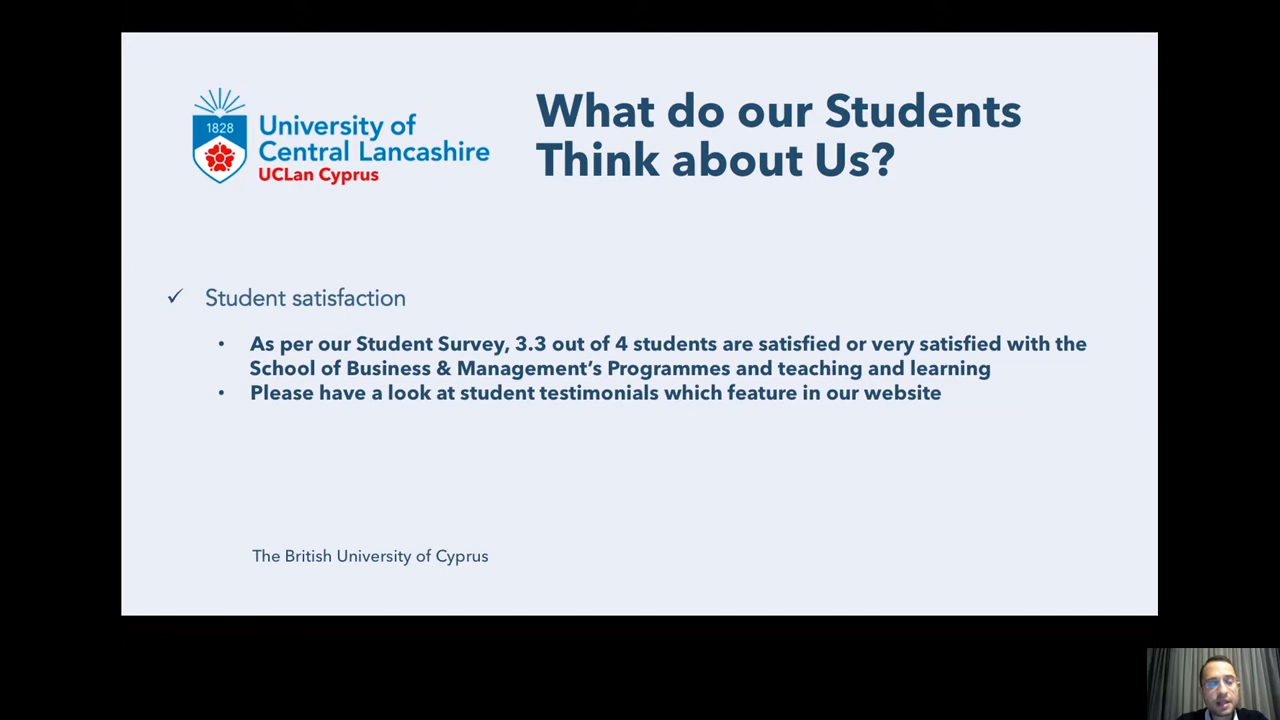 1828
University of
Central Lancashire
UCLan Cyprus
What do our Students
Think about Us?
✓ Student satisfaction
• As per our Student Survey, 3.3 out of 4 students are satisfied or very satisfied with the
School of Business & Management’s Programmes and teaching and learning
• Please have a look at student testimonials which feature in our website
The British University of Cyprus